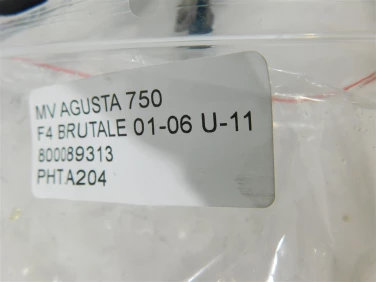 MV AGUSTA 750
F4 BRUTALE 01-06 U-11
800089313
PHTA204